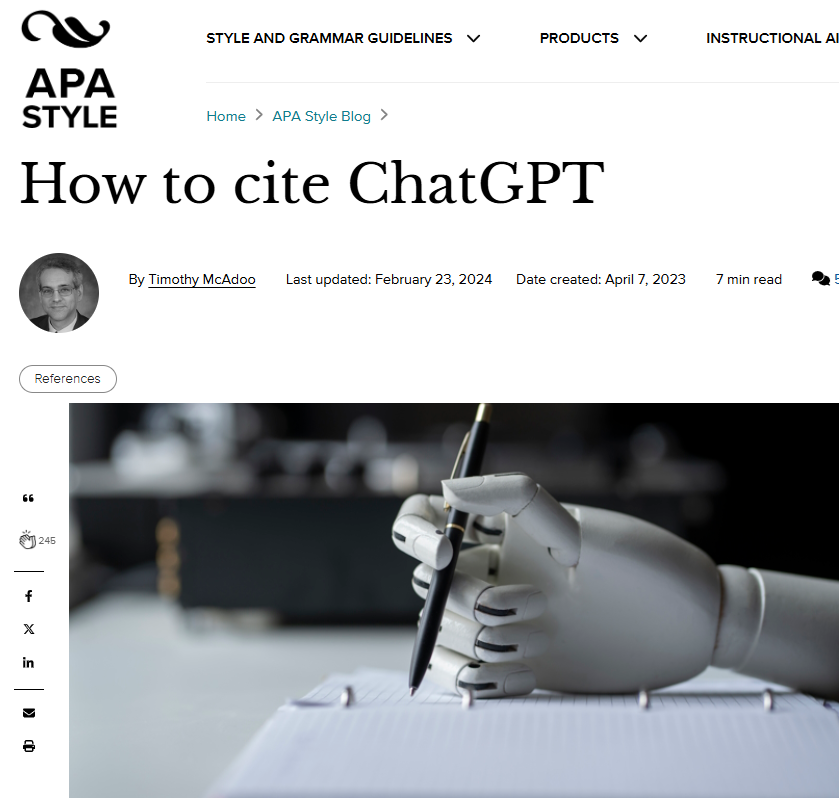 STYLE AND GRAMMAR GUIDELINES PRODUCTS INSTRUCTIONAL AI
APA
STYLE
Home APA Style Blog
How to cite ChatGPT
By Timothy McAdoo Last updated: February 23, 2024 Date created: April 7, 2023 7 min read 5
References
245